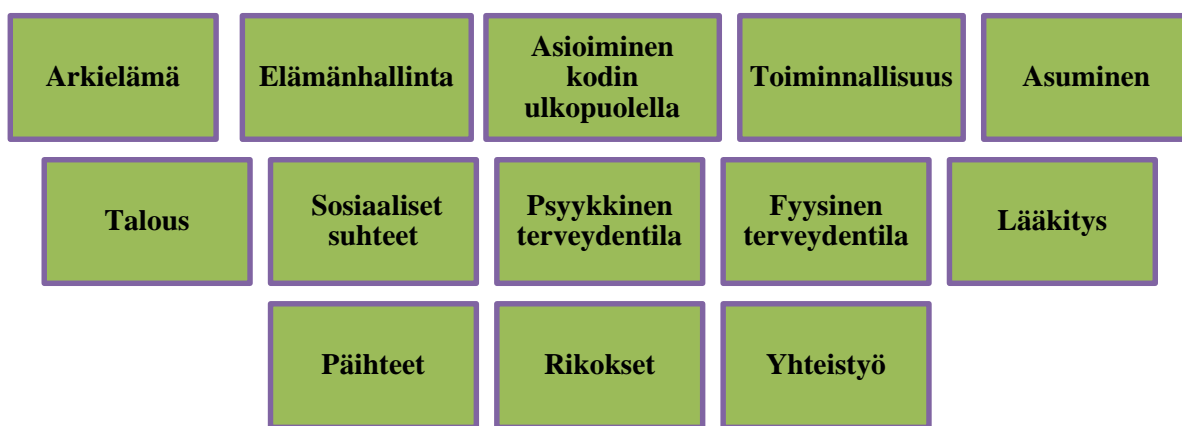 Arkielämä
Elämänhallinta
Asioiminen
kodin
ulkopuolella
Toiminnallisuus
Asuminen
Talous
Sosiaaliset
suhteet
Psyykkinen
terveydentila
Fyysinen
terveydentila
Lääkitys
Päihteet
Rikokset
Yhteistyö